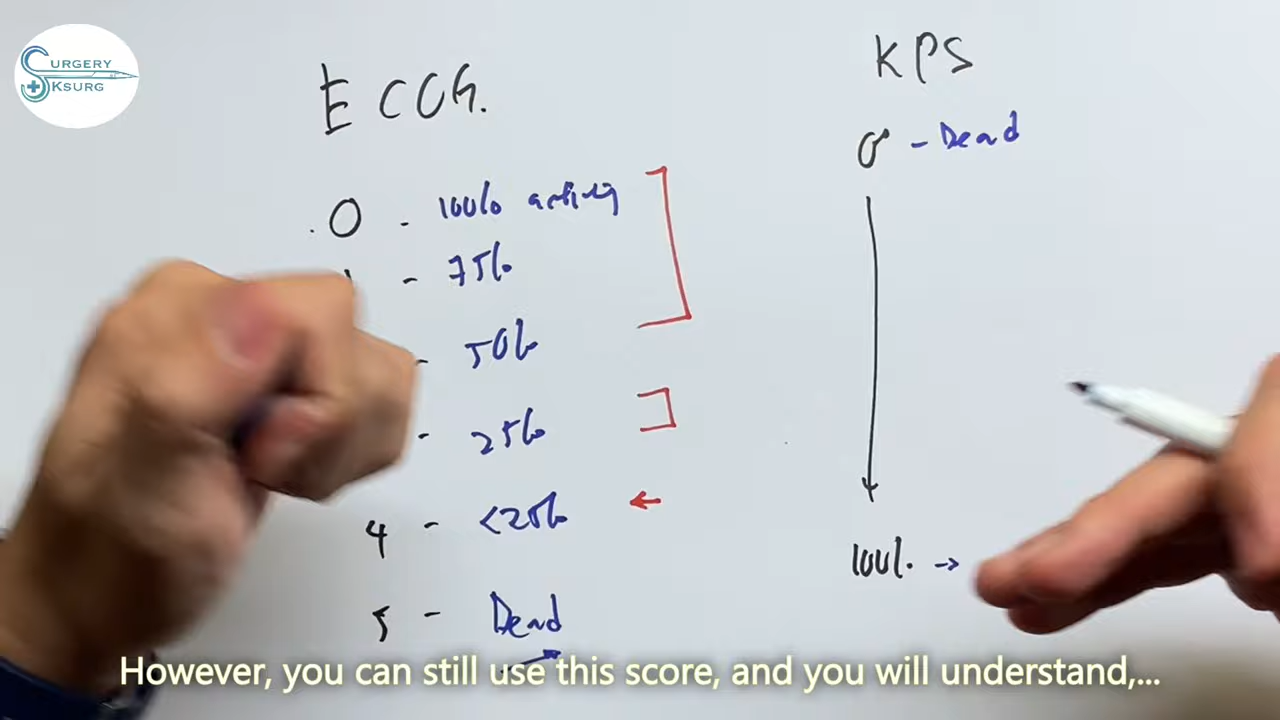 SURGERY
SKSURG
ECOG.
0 - 100% activity
- 75%
- 50%
- 25%
4 - <25%
5 - Dead
KPS
0 - Dead
100% →
However, you can still use this score, and you will understand,...